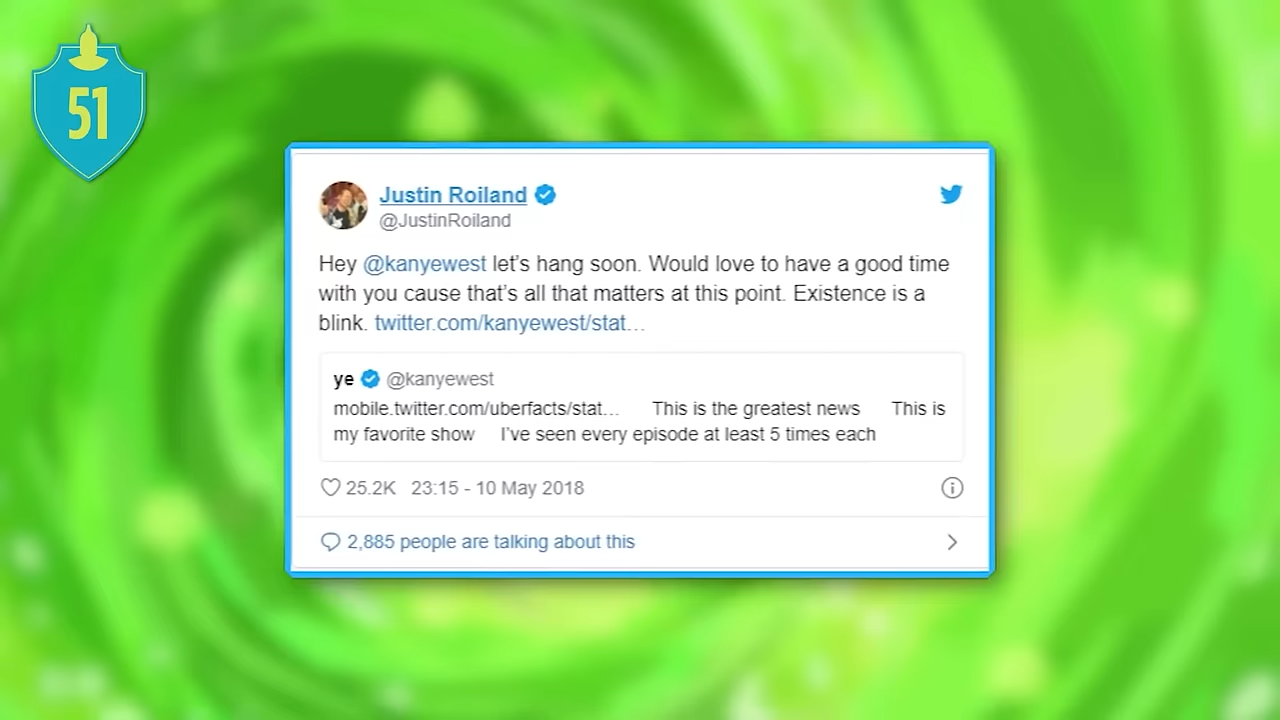 51
Justin Roiland
@JustinRoiland
Hey @kanyewest let's hang soon. Would love to have a good time
with you cause that's all that matters at this point. Existence is a
blink. twitter.com/kanyewest/stat…
ye @kanyewest
mobile.twitter.com/uberfacts/stat… This is the greatest news This is
my favorite show I've seen every episode at least 5 times each
25.2K 23:15 - 10 May 2018
2,885 people are talking about this